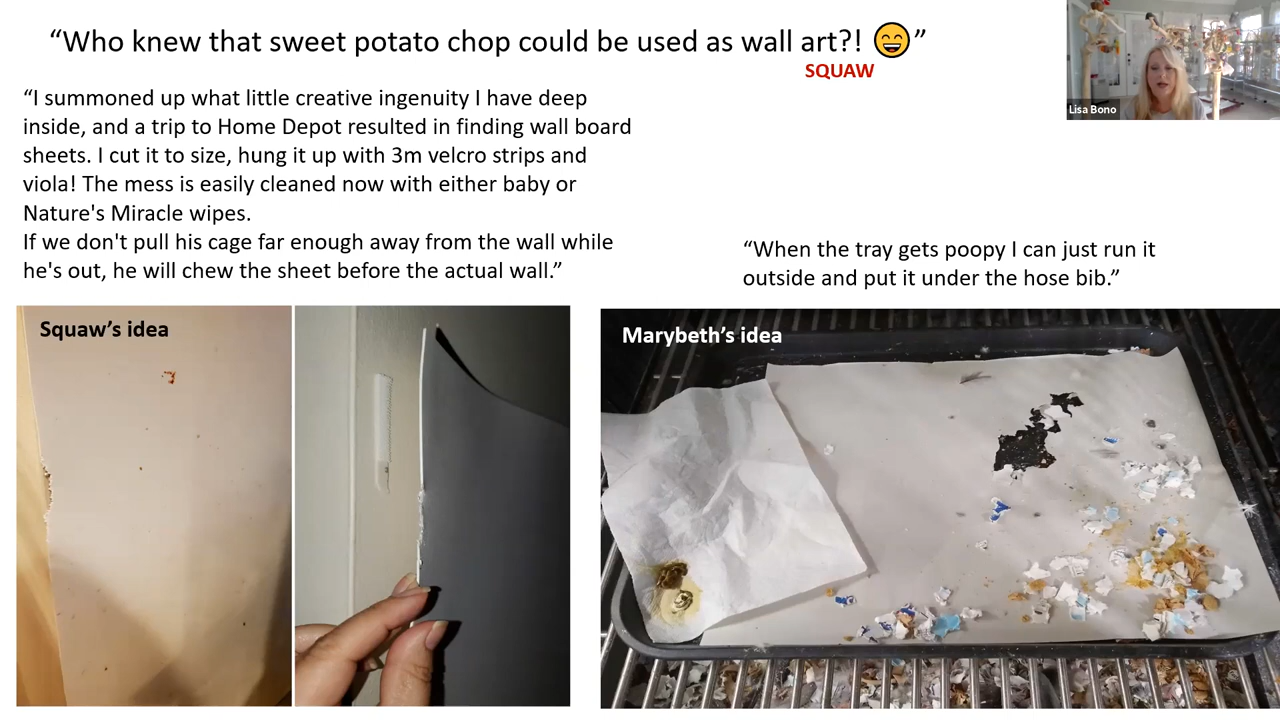 “Who knew that sweet potato chop could be used as wall art?! 😄”
SQUAW
Lisa Bono
“I summoned up what little creative ingenuity I have deep
inside, and a trip to Home Depot resulted in finding wall board
sheets. I cut it to size, hung it up with 3m velcro strips and
viola! The mess is easily cleaned now with either baby or
Nature's Miracle wipes.
If we don't pull his cage far enough away from the wall while
he's out, he will chew the sheet before the actual wall.”
“When the tray gets poopy I can just run it
outside and put it under the hose bib.”
Squaw’s idea
Marybeth’s idea